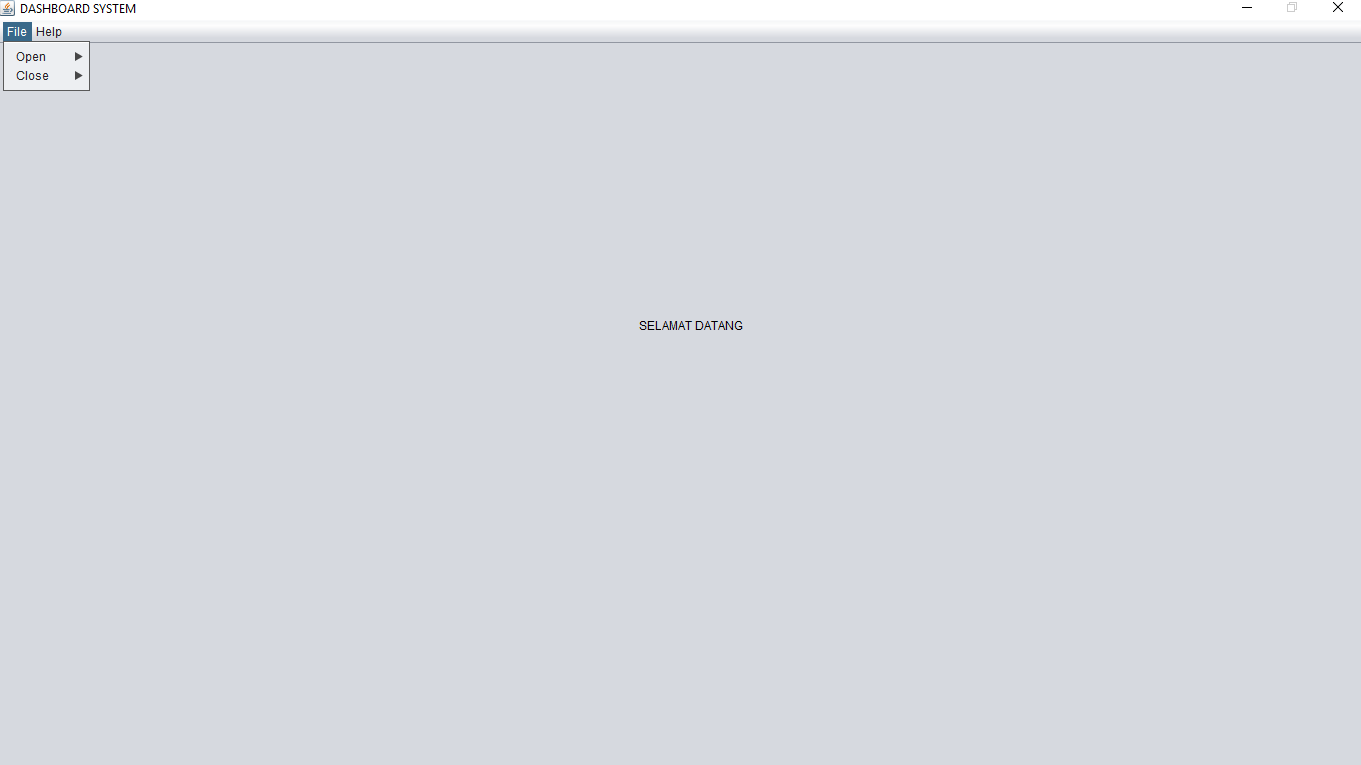 DASHBOARD SYSTEM
File Help
Open
Close
SELAMAT DATANG